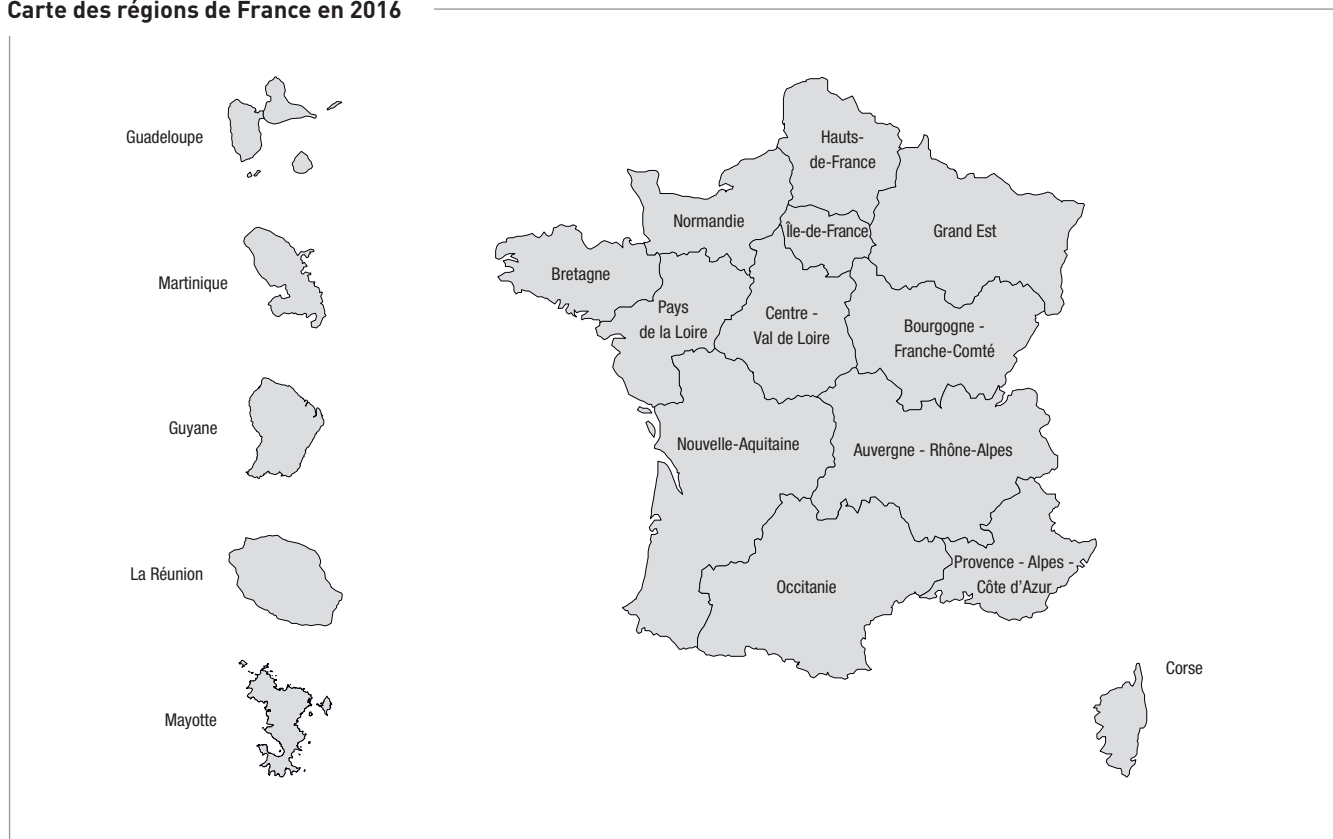 Carte des régions de France en 2016
Guadeloupe
Martinique
Guyane
La Réunion
Mayotte
Hauts-
de-France
Normandie
Île-de-France
Grand Est
Bretagne
Pays
de la Loire
Centre -
Val de Loire
Bourgogne -
Franche-Comté
Nouvelle-Aquitaine
Auvergne - Rhône-Alpes
Occitanie
Provence - Alpes -
Côte d'Azur
Corse